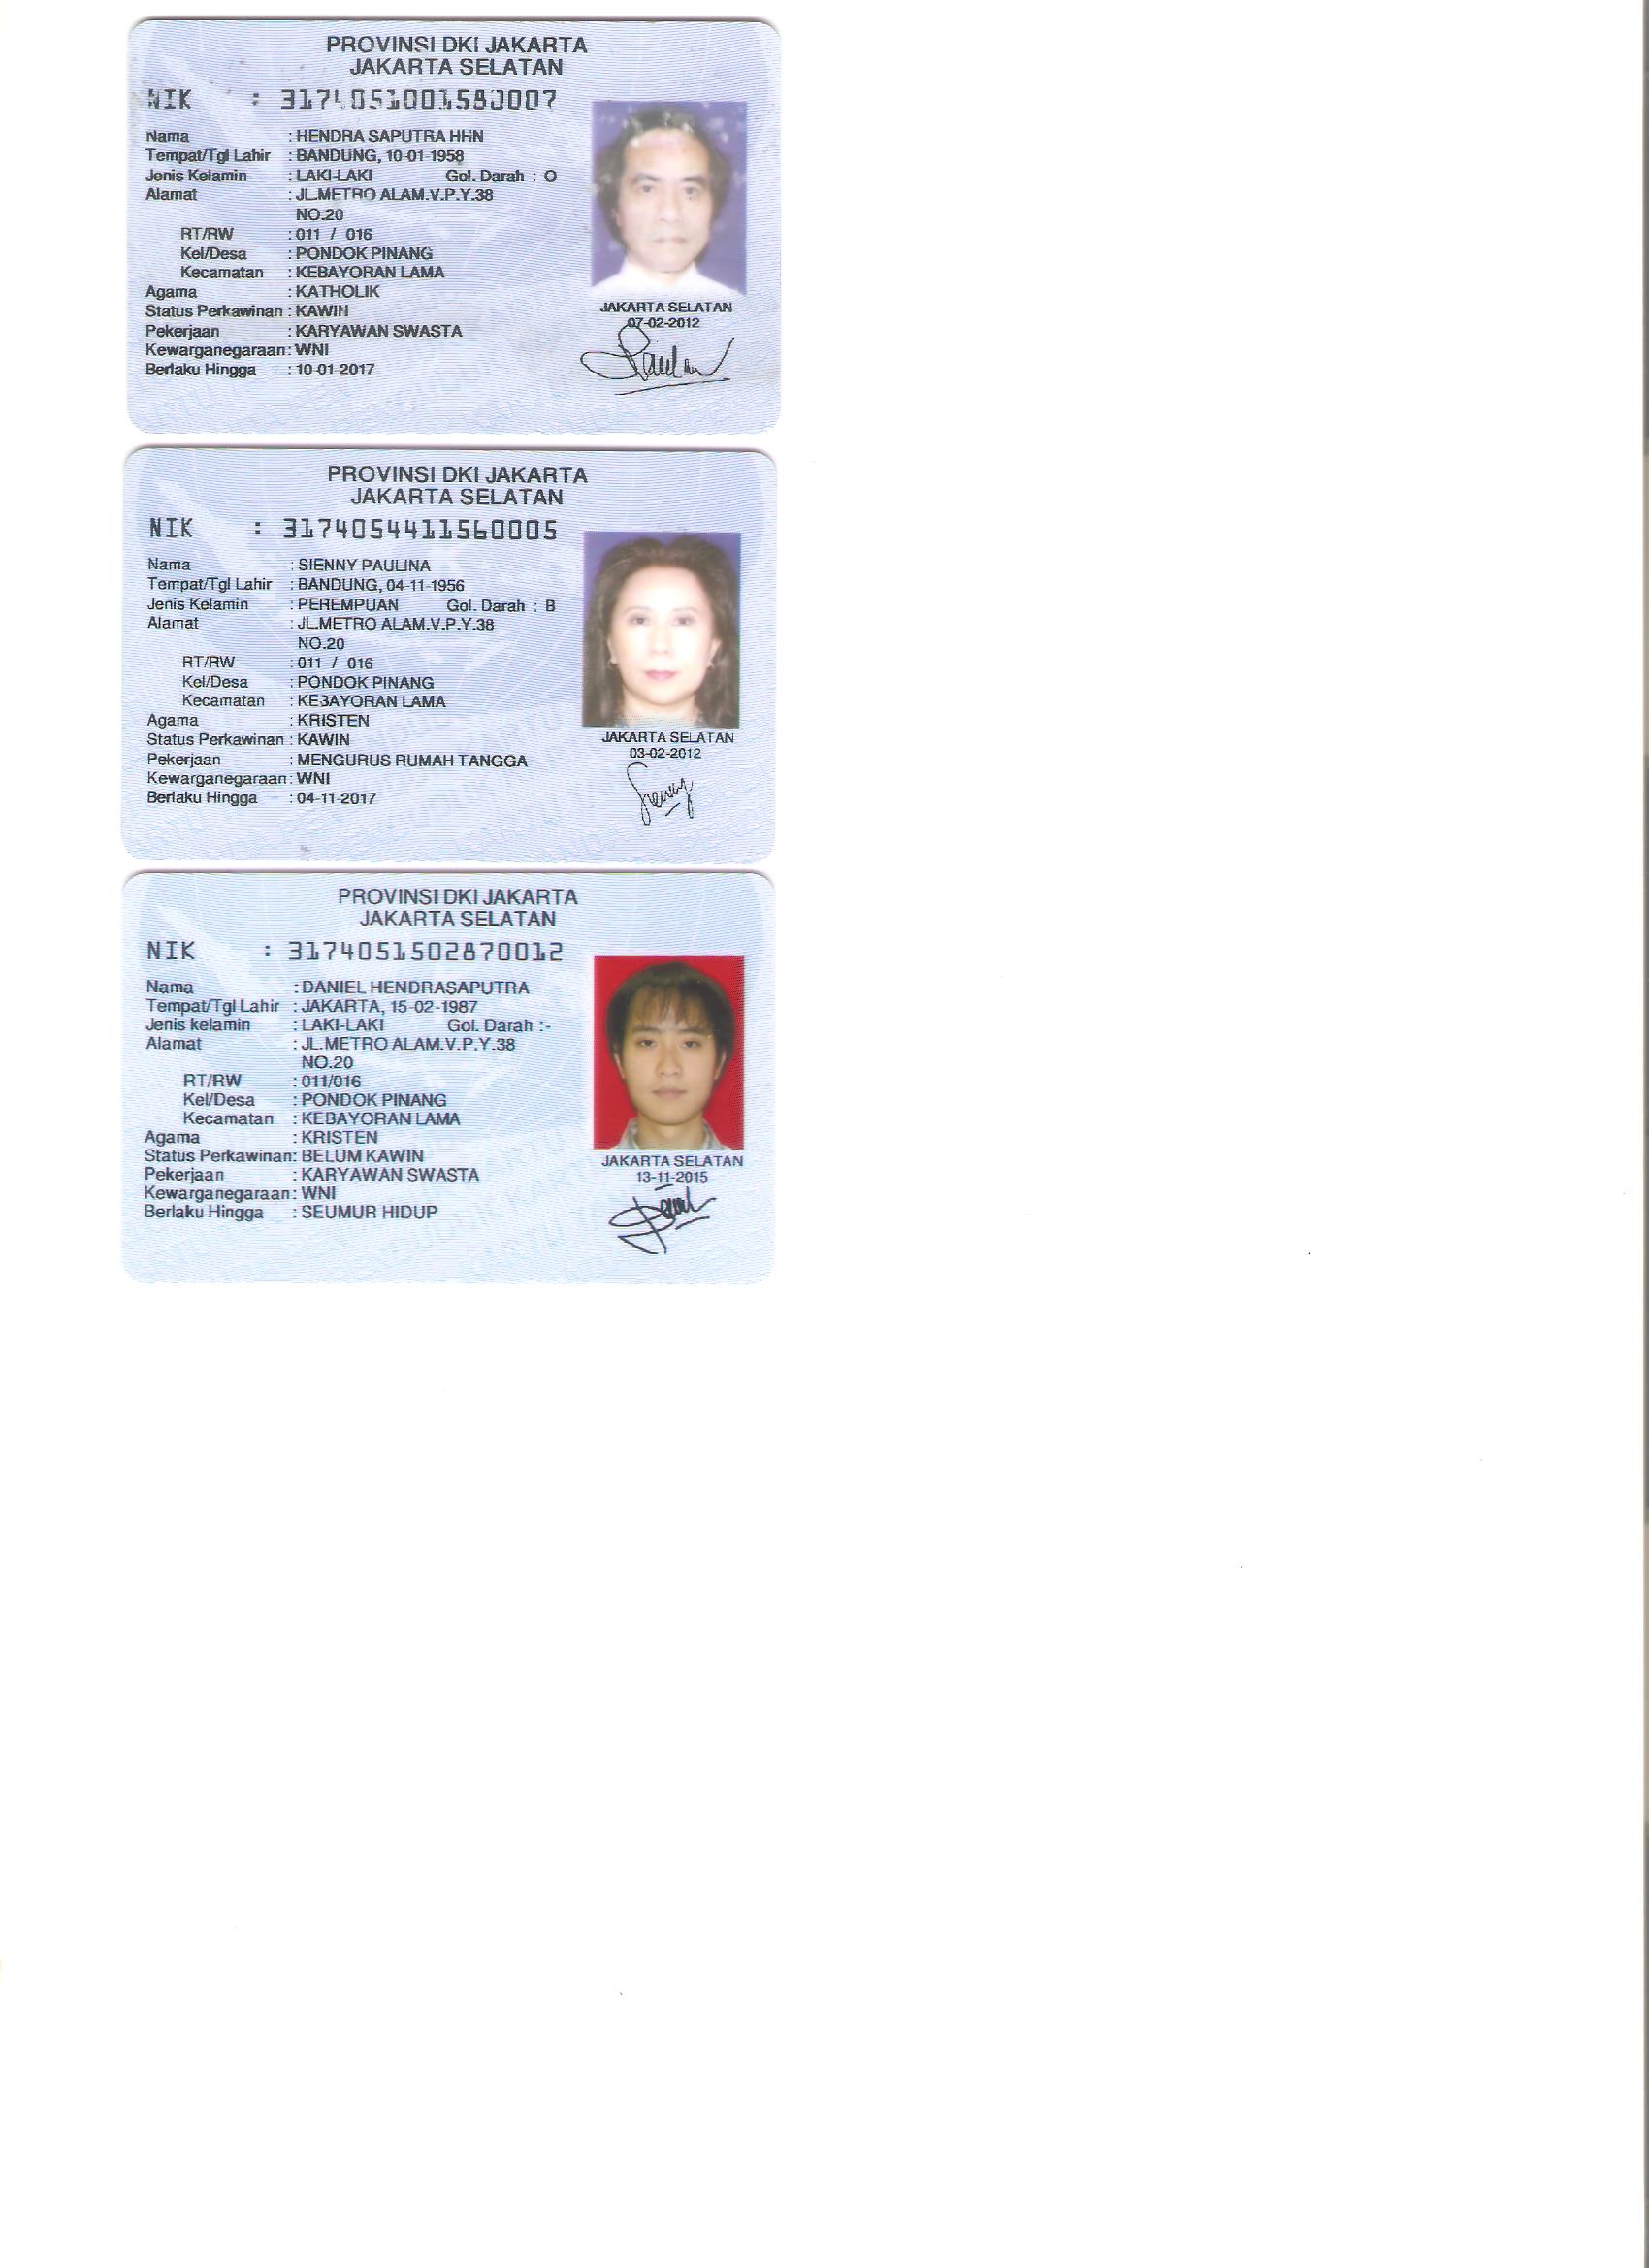 PROVINSI DKI JAKARTA
JAKARTA SELATAN
NIK : 3174051001580007
Nama : HENDRA SAPUTRA HHN
Tempat/Tgl Lahir : BANDUNG, 10-01-1958
Jenis Kelamin : LAKI-LAKI Gol. Darah : O
Alamat : JL.METRO ALAM.V.P.Y.38
NO.20
RT/RW : 011 / 016
Kel/Desa : PONDOK PINANG
Kecamatan : KEBAYORAN LAMA
Agama : KATHOLIK
Status Perkawinan : KAWIN
Pekerjaan : KARYAWAN SWASTA
Kewarganegaraan: WNI
Berlaku Hingga : 10-01-2017
JAKARTA SELATAN
07-02-2012
PROVINSI DKI JAKARTA
JAKARTA SELATAN
NIK : 3174054411560005
Nama : SIENNY PAULINA
Tempat/Tgl Lahir : BANDUNG, 04-11-1956
Jenis Kelamin : PEREMPUAN Gol. Darah : B
Alamat : JL.METRO ALAM.V.P.Y.38
NO.20
RT/RW : 011 / 016
Kel/Desa : PONDOK PINANG
Kecamatan : KEBAYORAN LAMA
Agama : KRISTEN
Status Perkawinan : KAWIN
Pekerjaan : MENGURUS RUMAH TANGGA
Kewarganegaraan: WNI
Berlaku Hingga : 04-11-2017
JAKARTA SELATAN
03-02-2012
PROVINSI DKI JAKARTA
JAKARTA SELATAN
NIK : 3174051502870012
Nama : DANIEL HENDRASAPUTRA
Tempat/Tgl Lahir : JAKARTA, 15-02-1987
Jenis kelamin : LAKI-LAKI Gol. Darah :-
Alamat : JL.METRO ALAM.V.P.Y.38
NO.20
RT/RW : 011/016
Kel/Desa : PONDOK PINANG
Kecamatan : KEBAYORAN LAMA
Agama : KRISTEN
Status Perkawinan: BELUM KAWIN
Pekerjaan : KARYAWAN SWASTA
Kewarganegaraan: WNI
Berlaku Hingga : SEUMUR HIDUP
JAKARTA SELATAN
13-11-2015